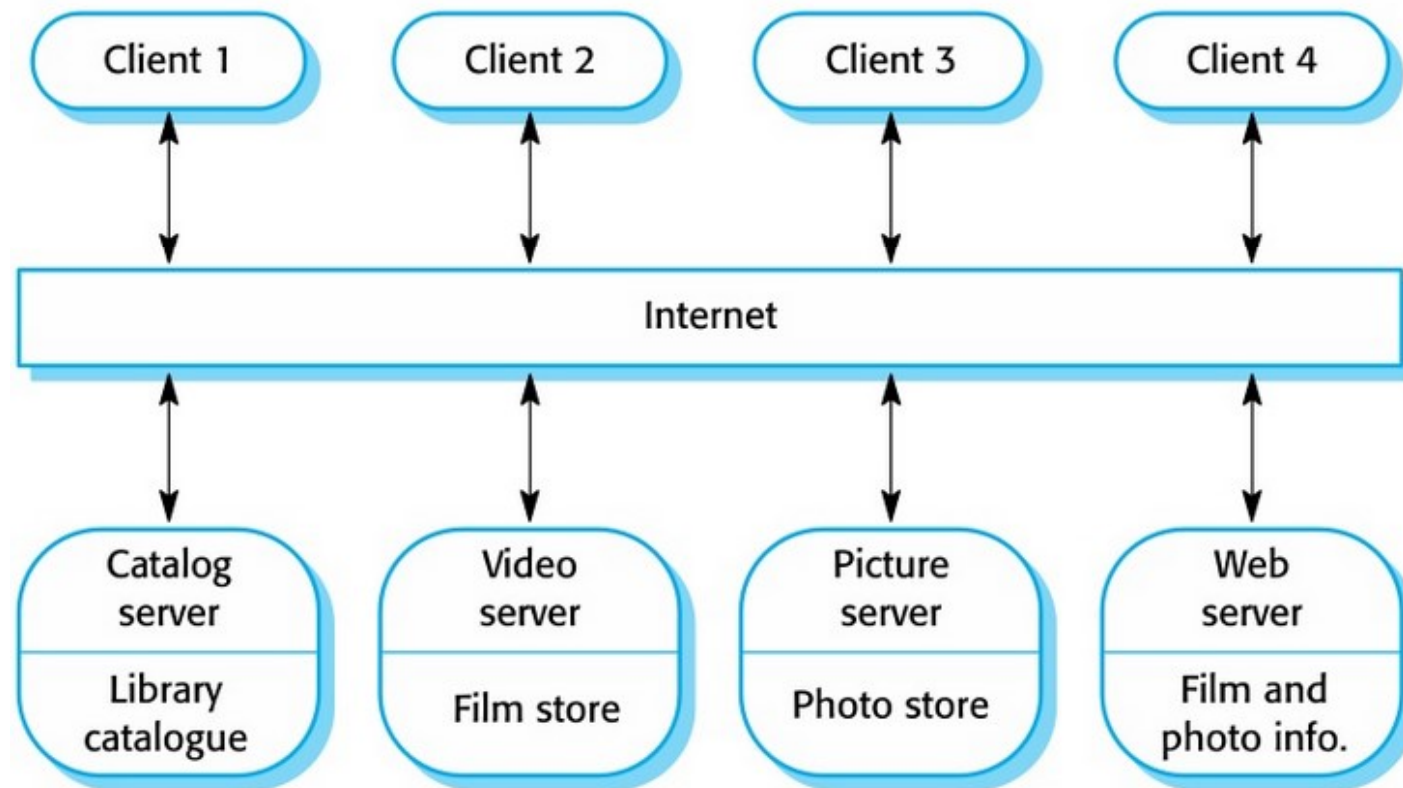 Client 1
Client 2
Client 3
Client 4
Internet
Catalog
server
Library
catalogue
Video
server
Film store
Picture
server
Photo store
Web
server
Film and
photo info.